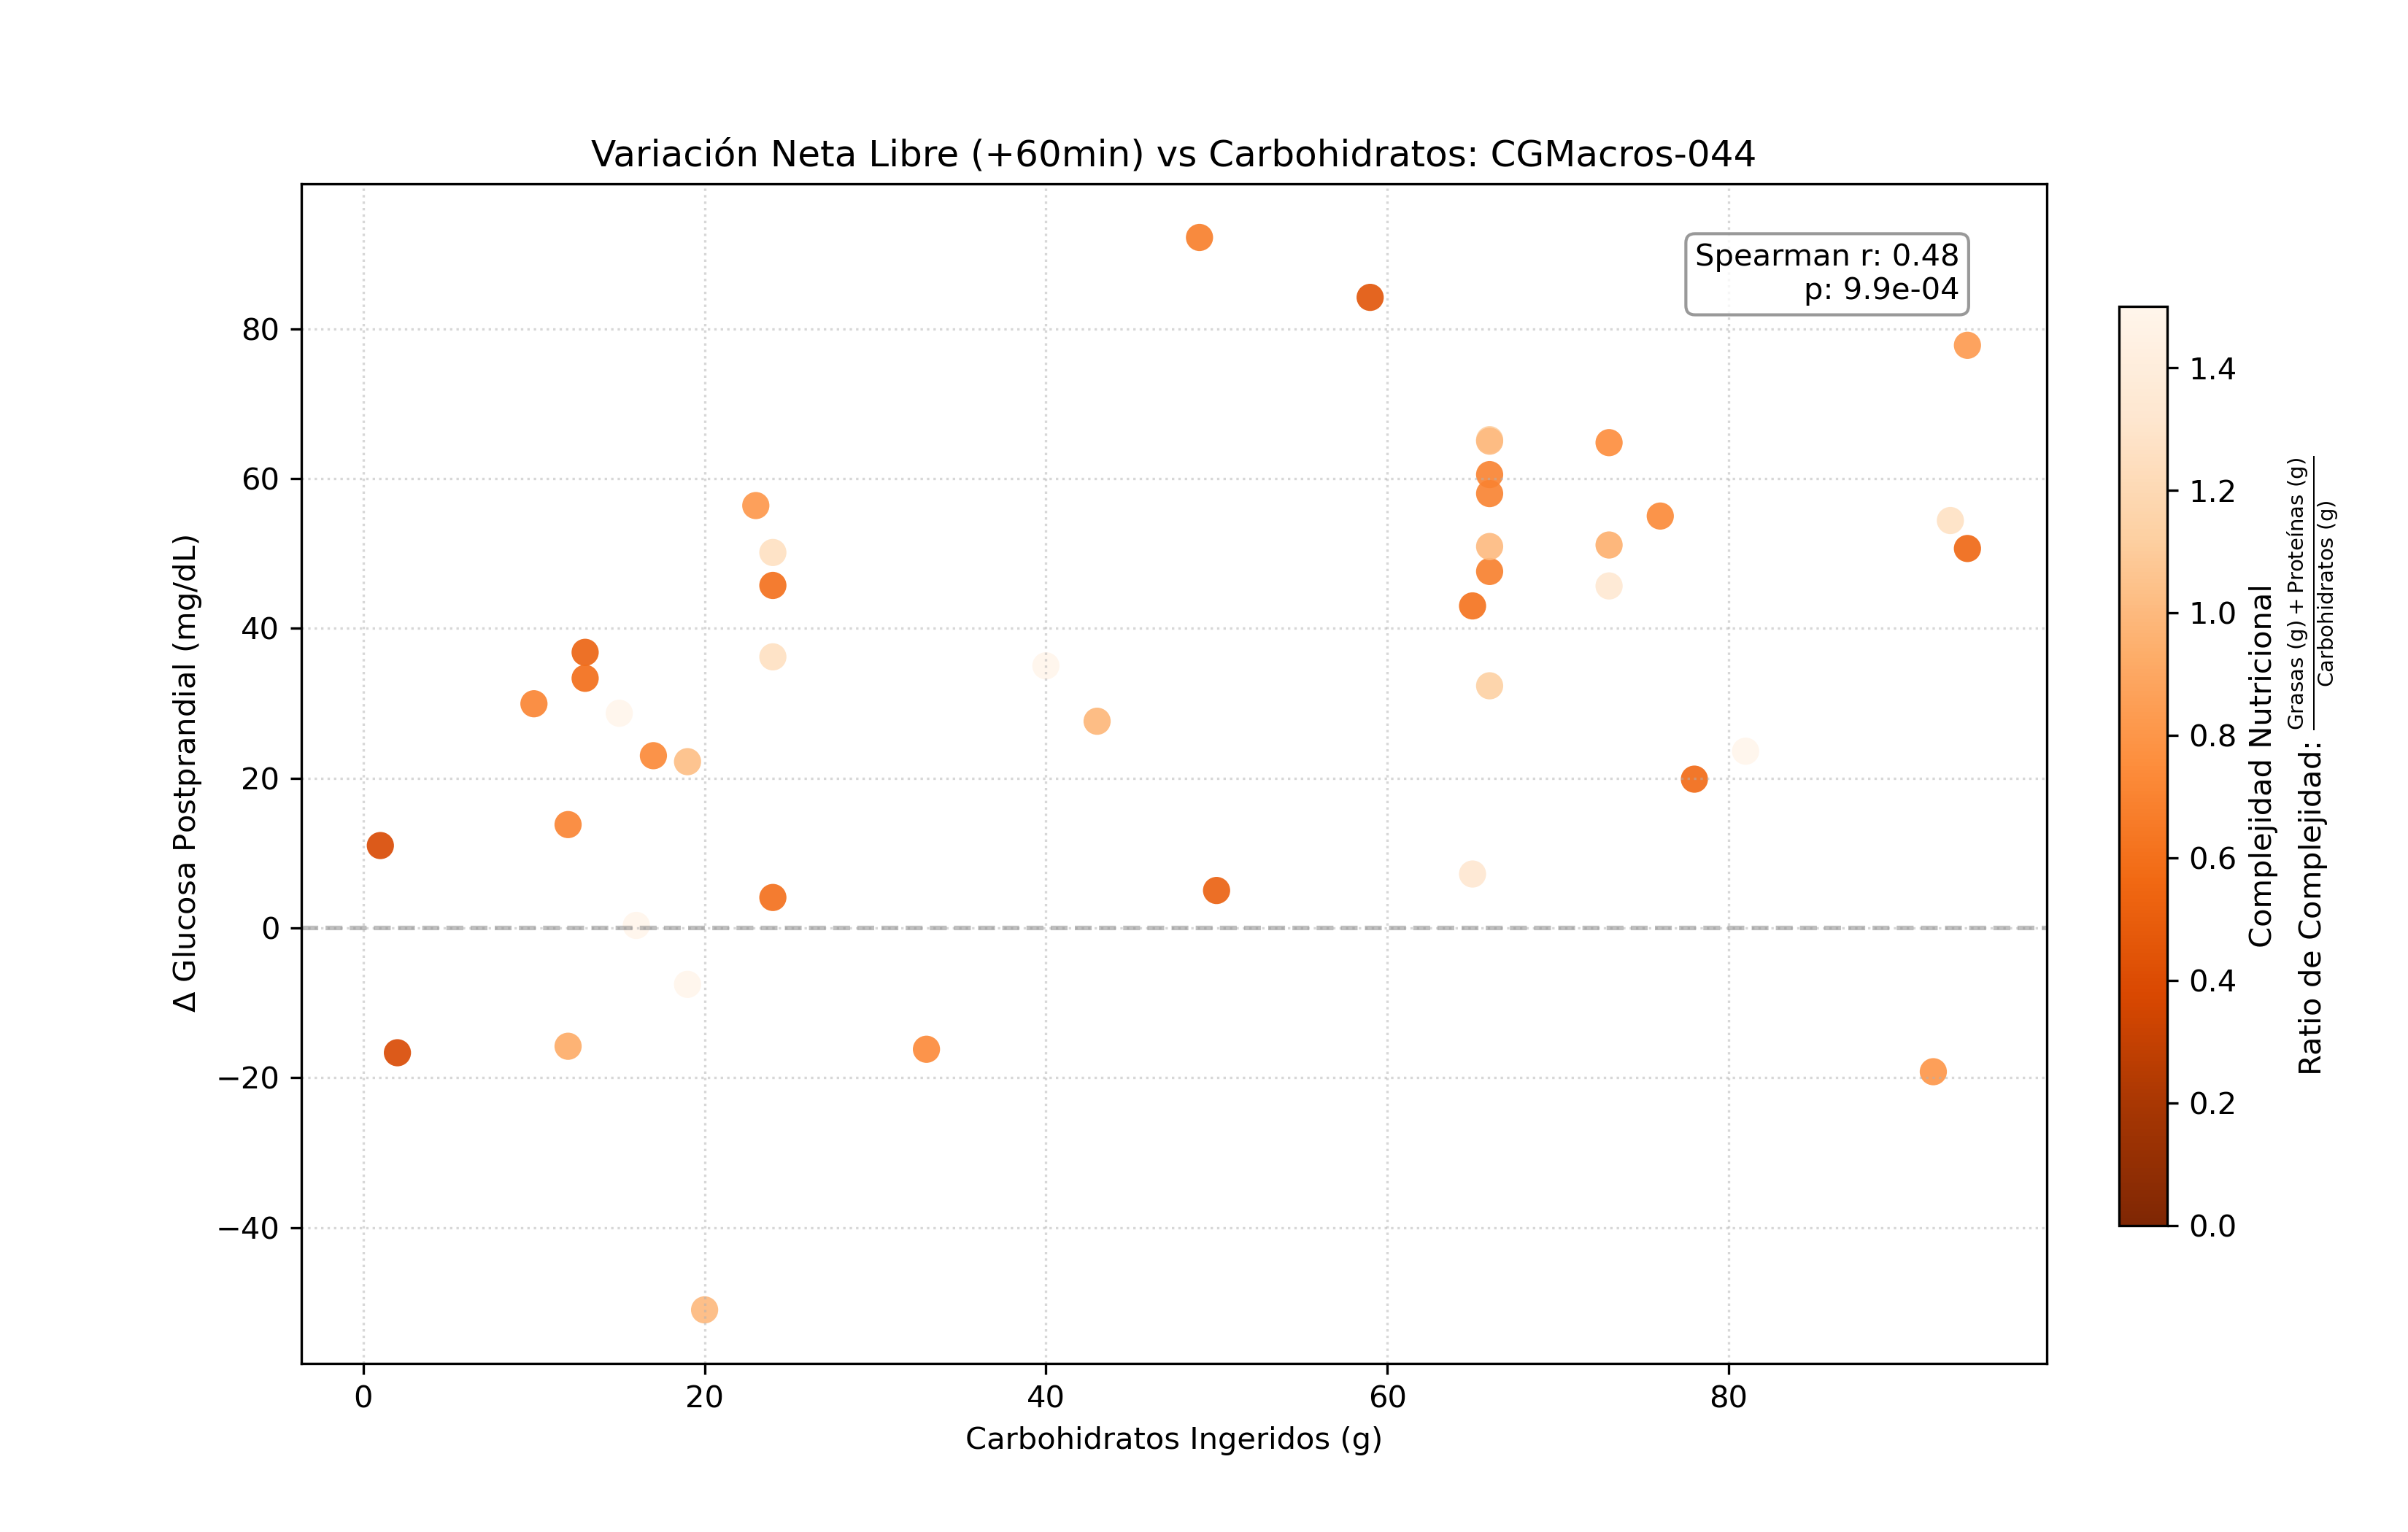 Variación Neta Libre (+60min) vs Carbohidratos: CGMacros-044
Spearman r: 0.48
p: 9.9e-04
Δ Glucosa Postprandial (mg/dL)
80
60
40
20
0
−20
−40
0
20
40
60
80
Carbohidratos Ingeridos (g)
1.4
1.2
1.0
0.8
0.6
0.4
0.2
0.0
Complejidad Nutricional
Ratio de Complejidad: Grasas (g) + Proteínas (g)
Carbohidratos (g)